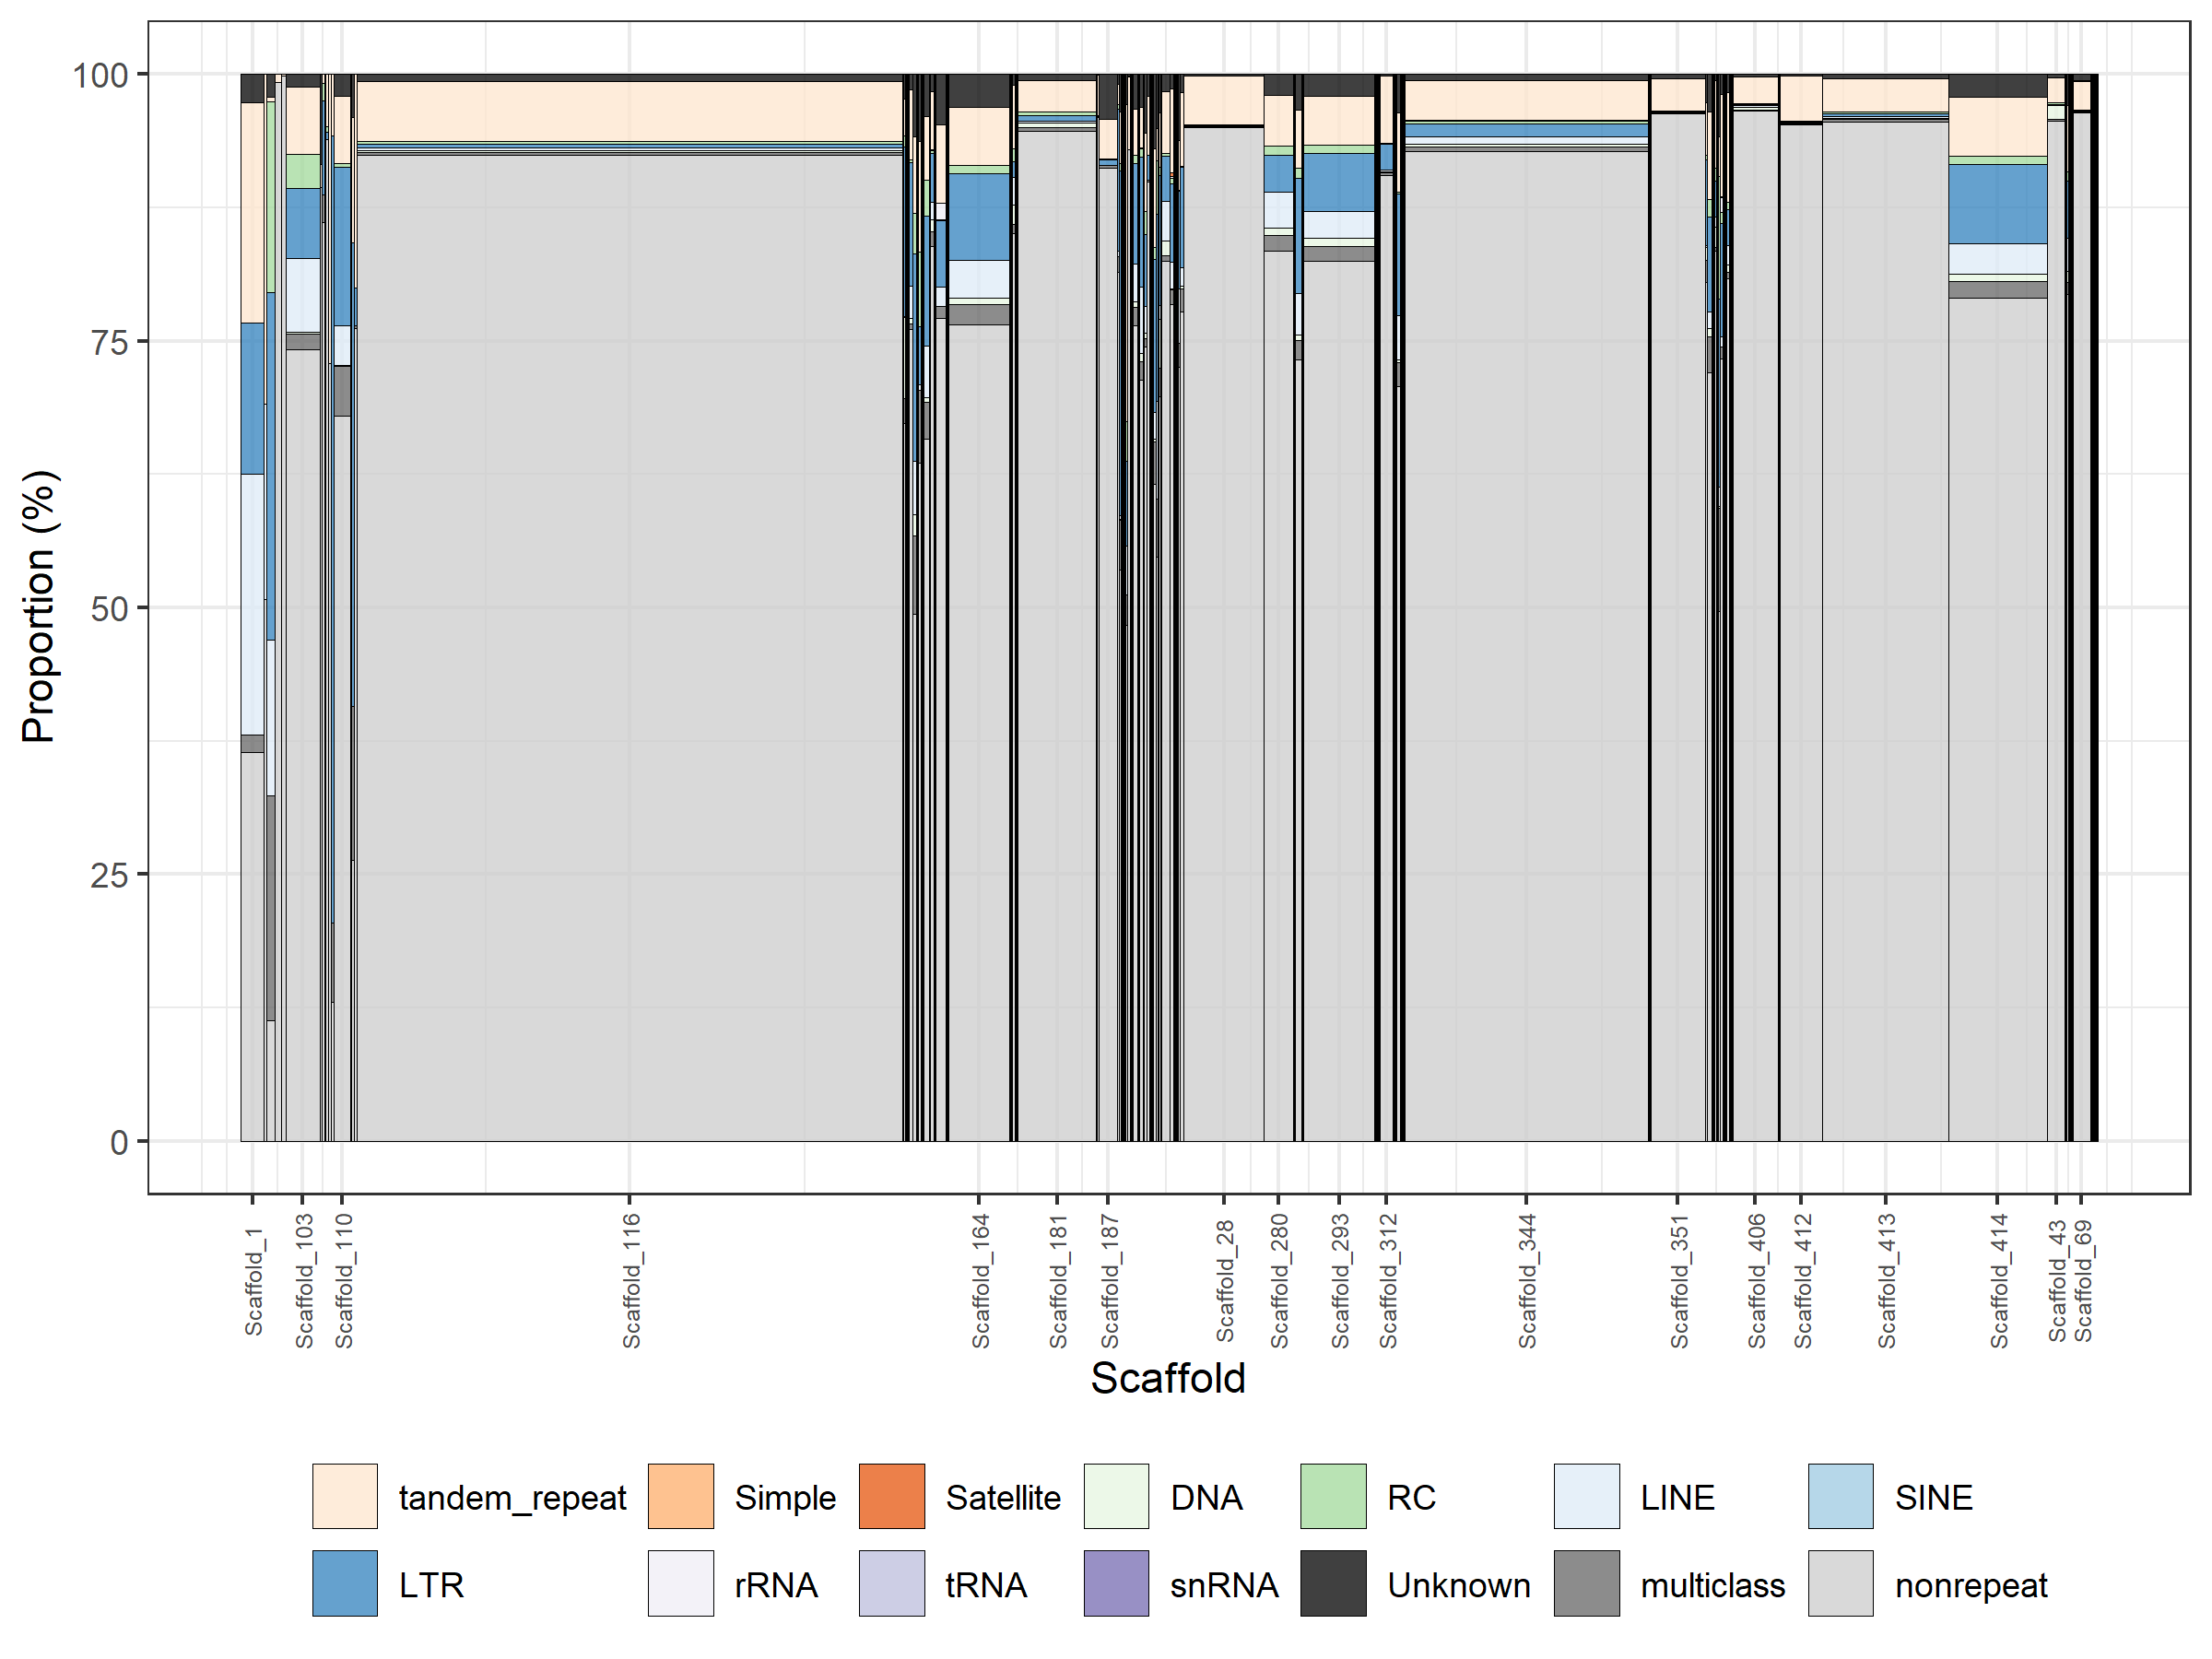 100
75
50
25
0
Proportion (%)
Scaffold_1
Scaffold_103
Scaffold_110
Scaffold_116
Scaffold_164
Scaffold_181
Scaffold_187
Scaffold_28
Scaffold_280
Scaffold_293
Scaffold_312
Scaffold_344
Scaffold_351
Scaffold_406
Scaffold_412
Scaffold_413
Scaffold_414
Scaffold_43
Scaffold_69
Scaffold
tandem_repeat Simple Satellite DNA RC LINE SINE
LTR rRNA tRNA snRNA Unknown multiclass nonrepeat